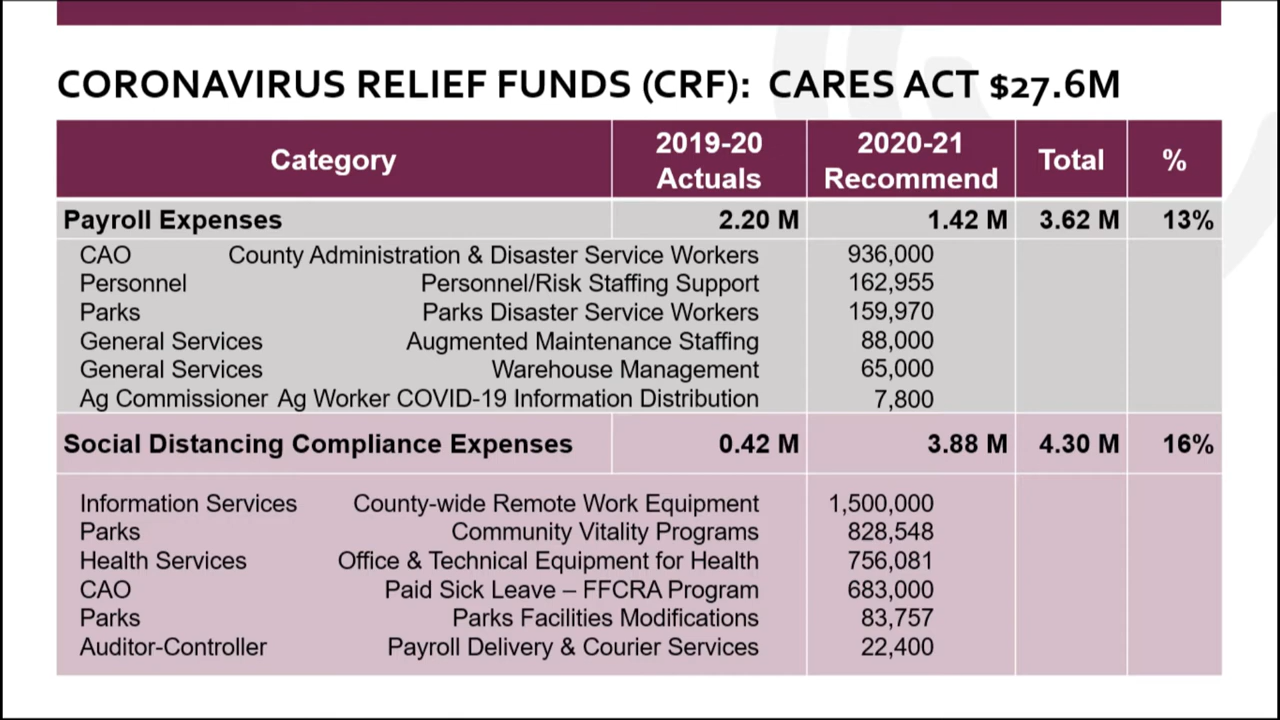 CORONAVIRUS RELIEF FUNDS (CRF): CARES ACT $27.6M
Category 2019-20 Actuals 2020-21 Recommend Total %
Payroll Expenses 2.20 M 1.42 M 3.62 M 13%
CAO County Administration & Disaster Service Workers 936,000
Personnel Personnel/Risk Staffing Support 162,955
Parks Parks Disaster Service Workers 159,970
General Services Augmented Maintenance Staffing 88,000
General Services Warehouse Management 65,000
Ag Commissioner Ag Worker COVID-19 Information Distribution 7,800
Social Distancing Compliance Expenses 0.42 M 3.88 M 4.30 M 16%
Information Services County-wide Remote Work Equipment 1,500,000
Parks Community Vitality Programs 828,548
Health Services Office & Technical Equipment for Health 756,081
CAO Paid Sick Leave – FFCRA Program 683,000
Parks Parks Facilities Modifications 83,757
Auditor-Controller Payroll Delivery & Courier Services 22,400